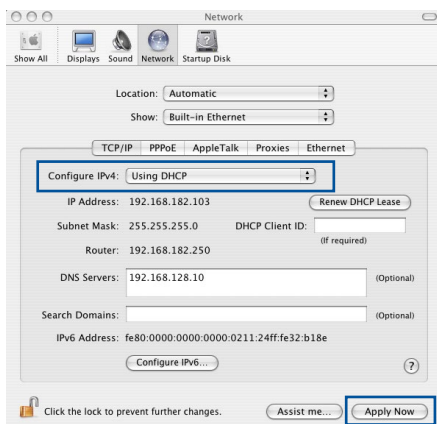 Network
Show All Displays Sound Network Startup Disk
Location: Automatic
Show: Built-in Ethernet
TCP/IP PPPoE AppleTalk Proxies Ethernet
Configure IPv4: Using DHCP
IP Address: 192.168.182.103 Renew DHCP Lease
Subnet Mask: 255.255.255.0 DHCP Client ID:
(If required)
Router: 192.168.182.250
DNS Servers: 192.168.128.10 (Optional)
Search Domains: (Optional)
IPv6 Address: fe80:0000:0000:0000:0211:24ff:fe32:b18e
Configure IPv6... ?
Click the lock to prevent further changes. Assist me... Apply Now